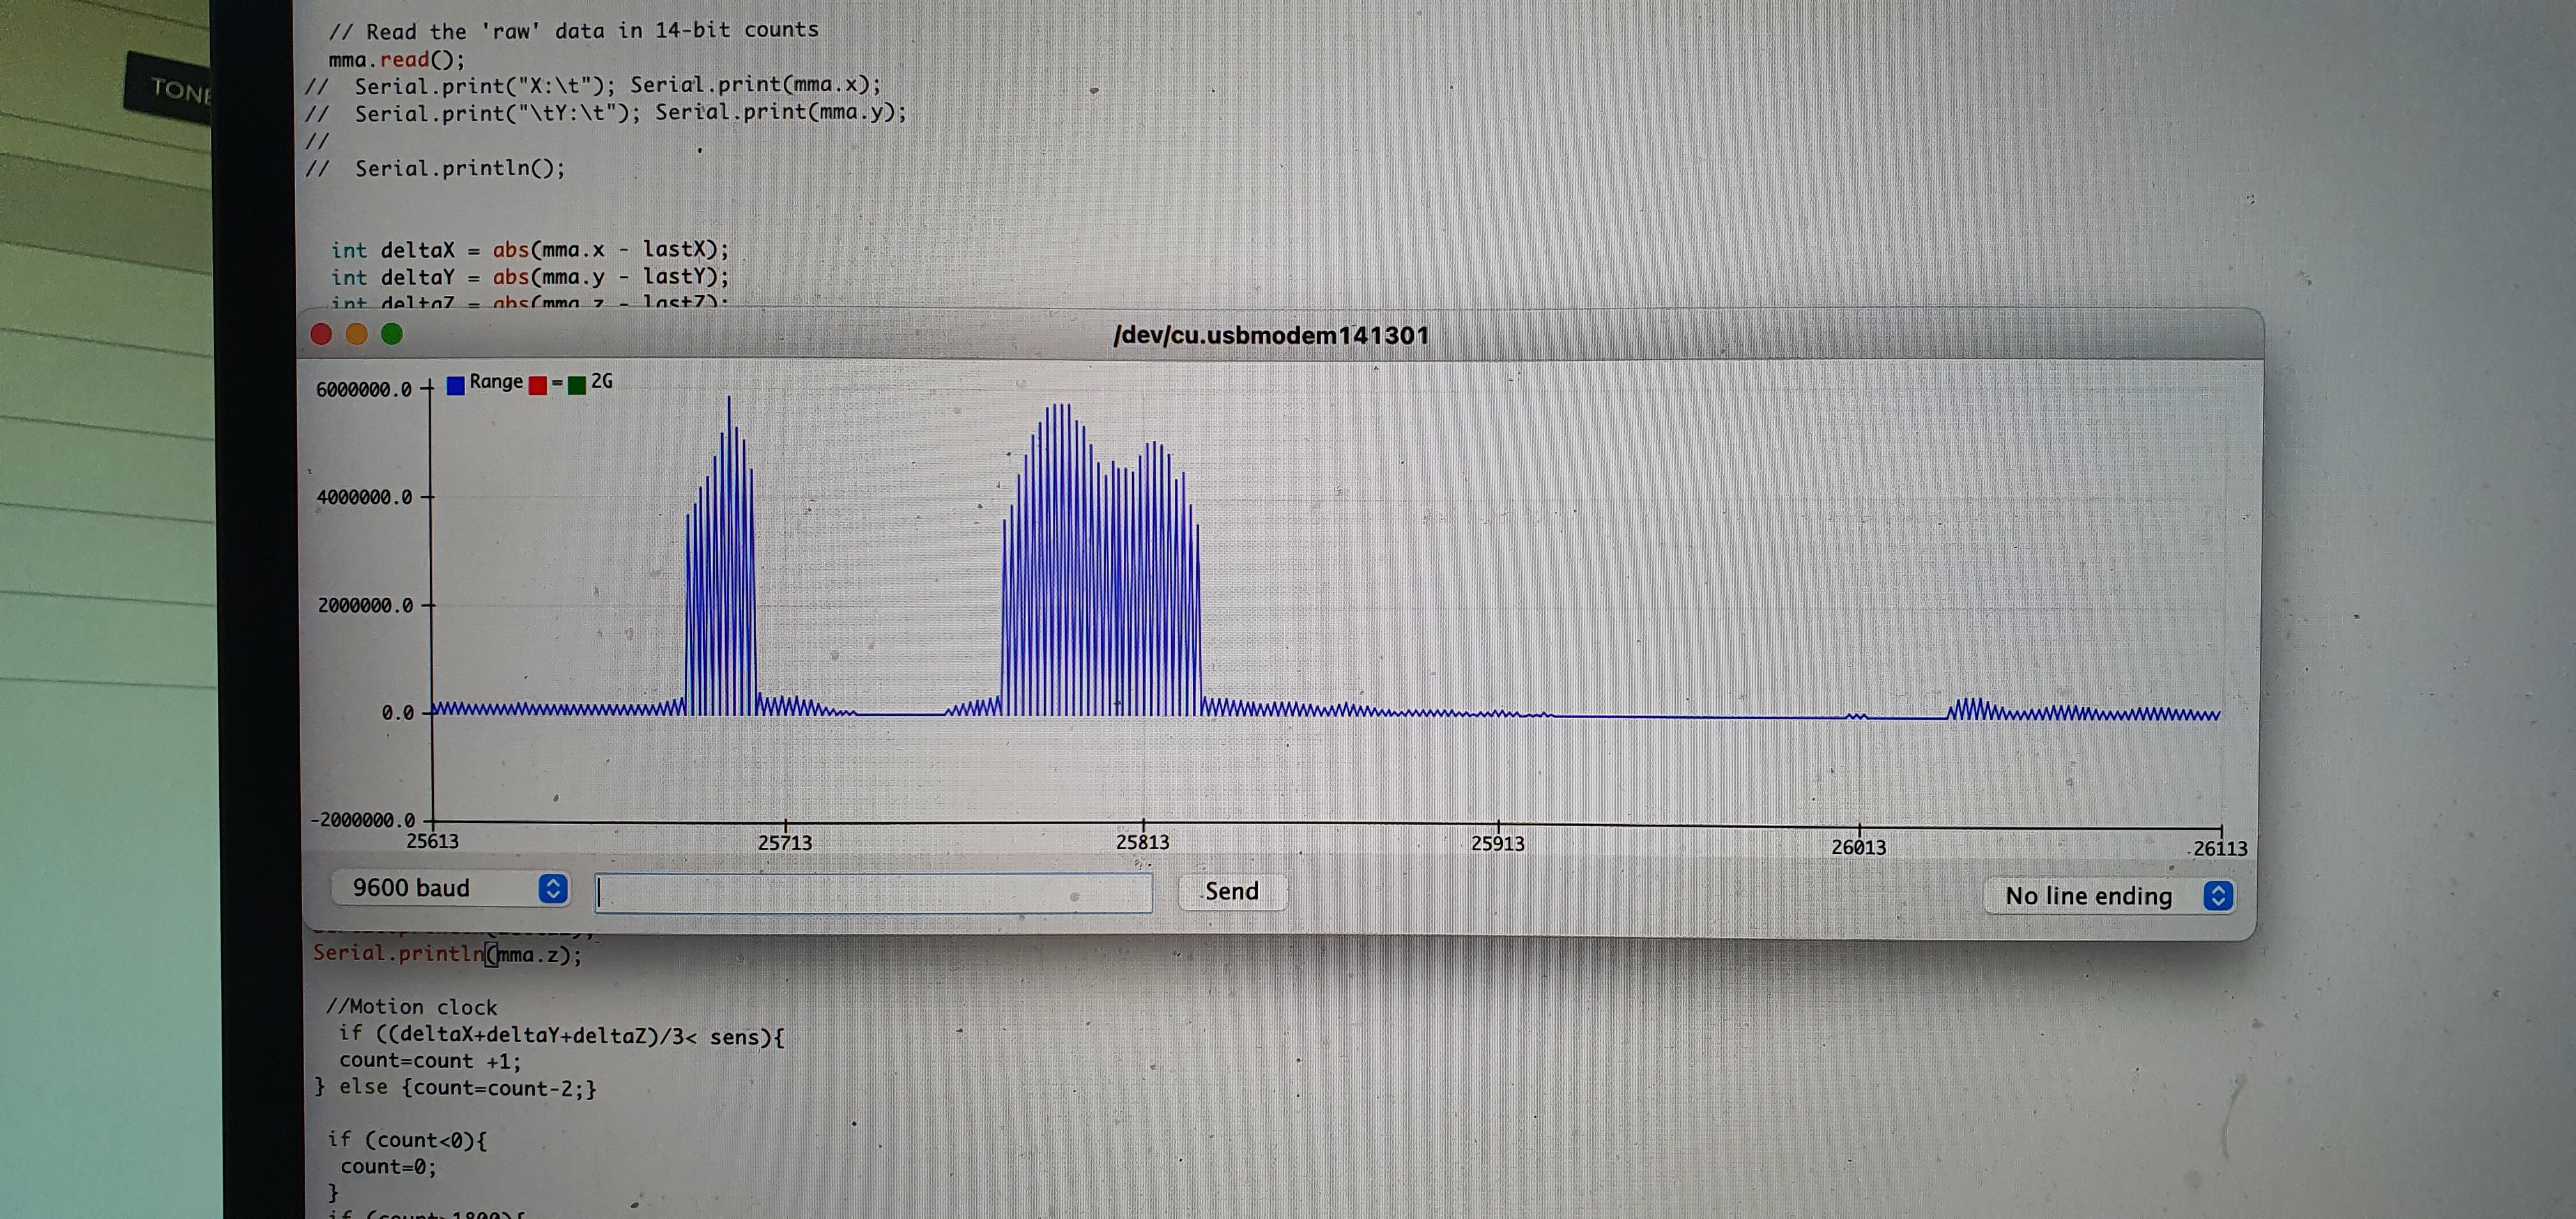 TONE
// Read the 'raw' data in 14-bit counts
mma.read();
// Serial.print("X:\t"); Serial.print(mma.x);
// Serial.print("\tY:\t"); Serial.print(mma.y);
//
// Serial.println();
int deltaX = abs(mma.x - lastX);
int deltaY = abs(mma.y - lastY);
int deltaZ = abs(mma.z - lastZ);
/dev/cu.usbmodem141301
Range = 2G
6000000.0
4000000.0
2000000.0
0.0
-2000000.0
25613 25713 25813 25913 26013 26113
9600 baud Send No line ending
Serial.println(mma.z);
//Motion clock
if ((deltaX+deltaY+deltaZ)/3< sens){
count=count +1;
} else {count=count-2;}
if (count<0){
count=0;
}